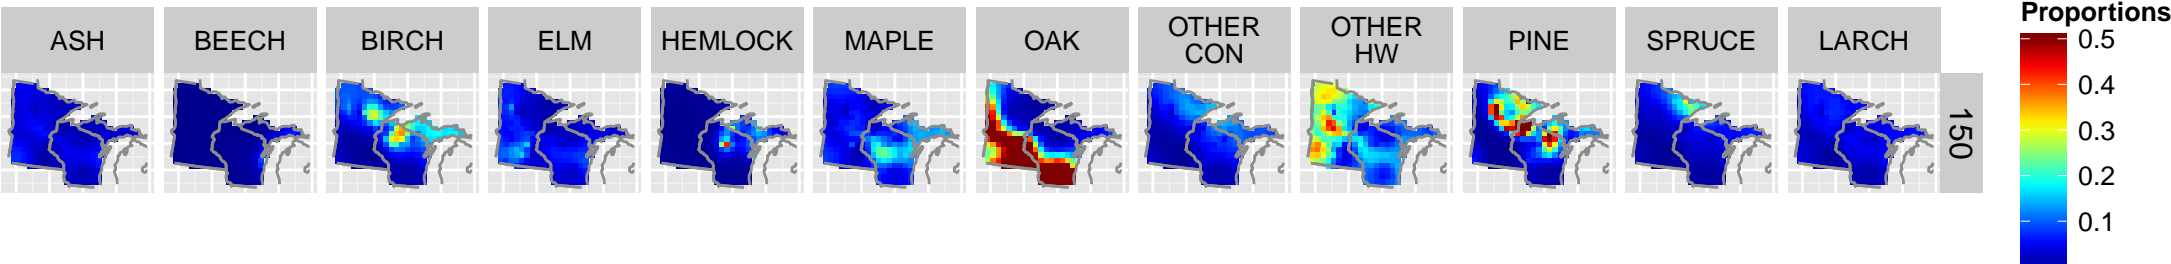 ASH
BEECH
BIRCH
ELM
HEMLOCK
MAPLE
OAK
OTHER
CON
OTHER
HW
PINE
SPRUCE
LARCH
150
Proportions
0.5
0.4
0.3
0.2
0.1